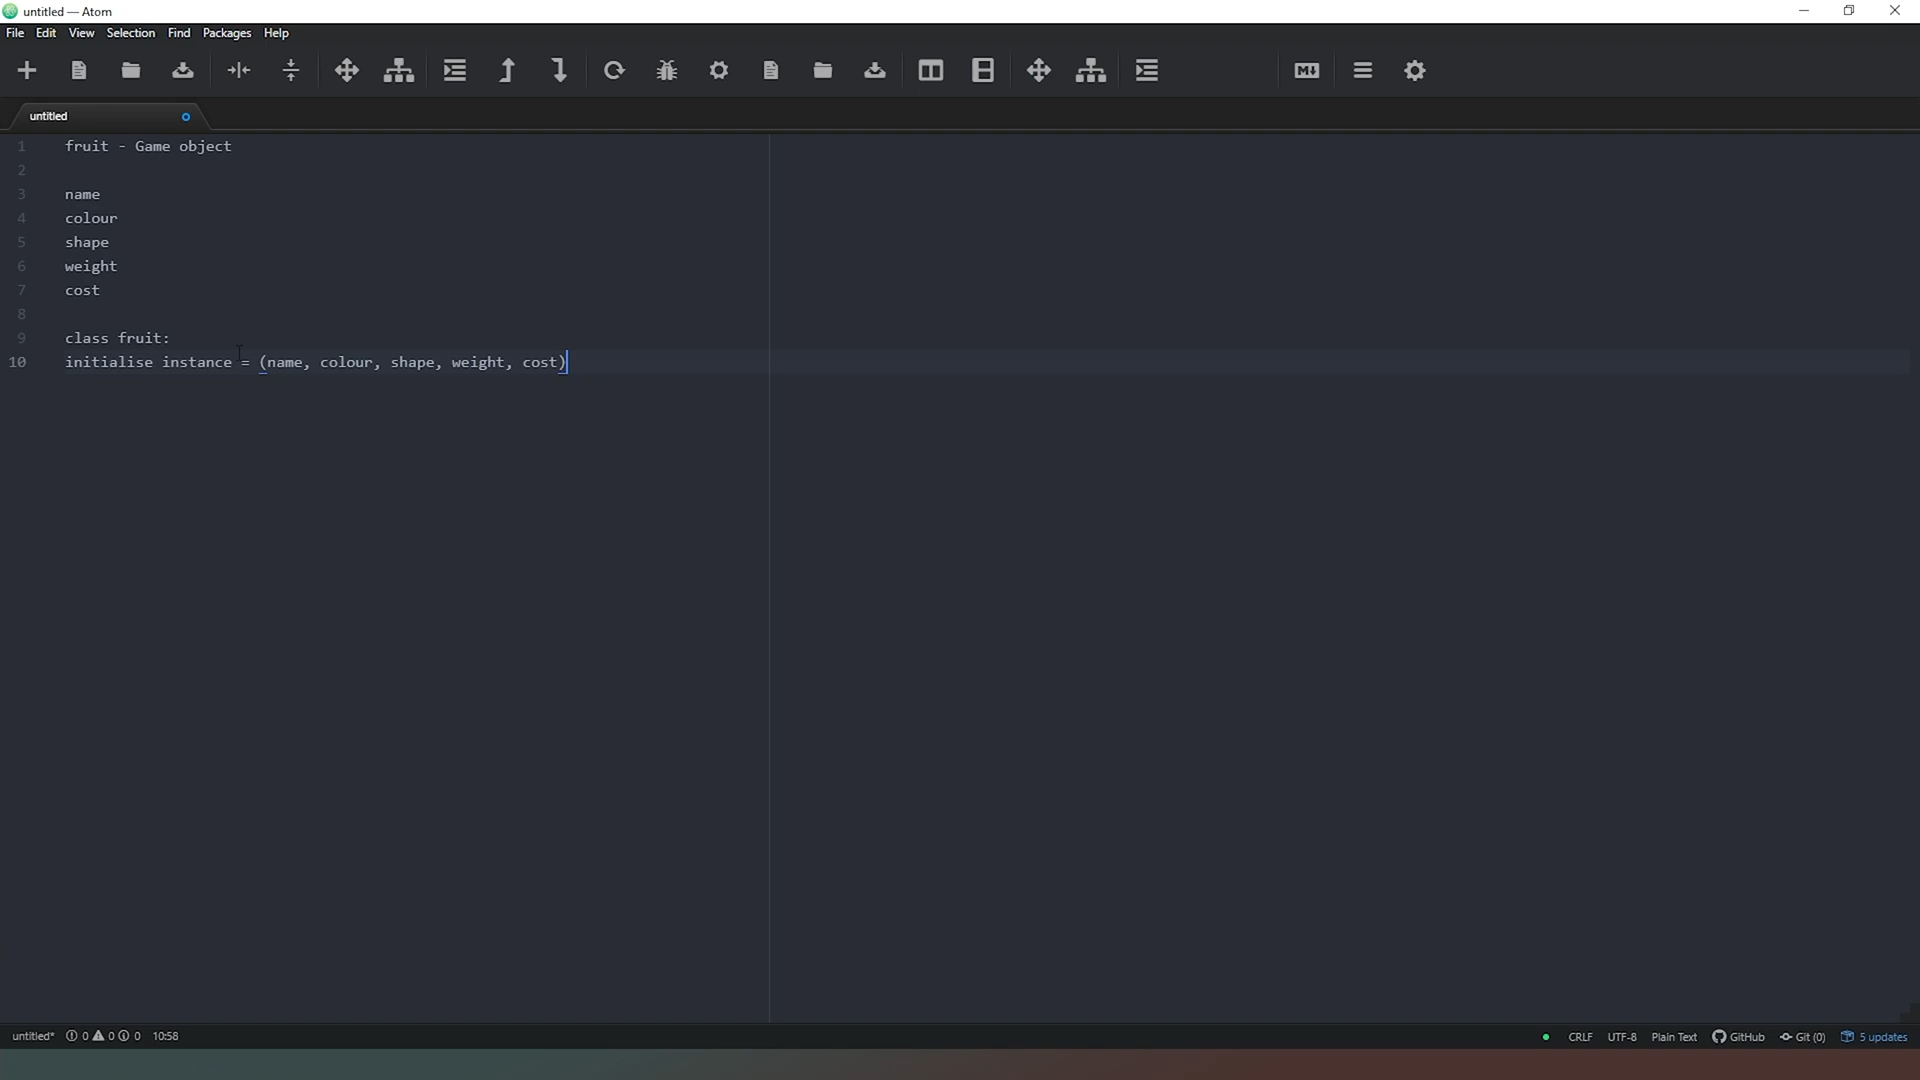 untitled — Atom
File Edit View Selection Find Packages Help
M↓
untitled
1 fruit - Game object
2
3 name
4 colour
5 shape
6 weight
7 cost
8
9 class fruit:
10 initialise instance = (name, colour, shape, weight, cost)
untitled* 0 0 0 10:58 CRLF UTF-8 Plain Text GitHub Git (0) 5 updates